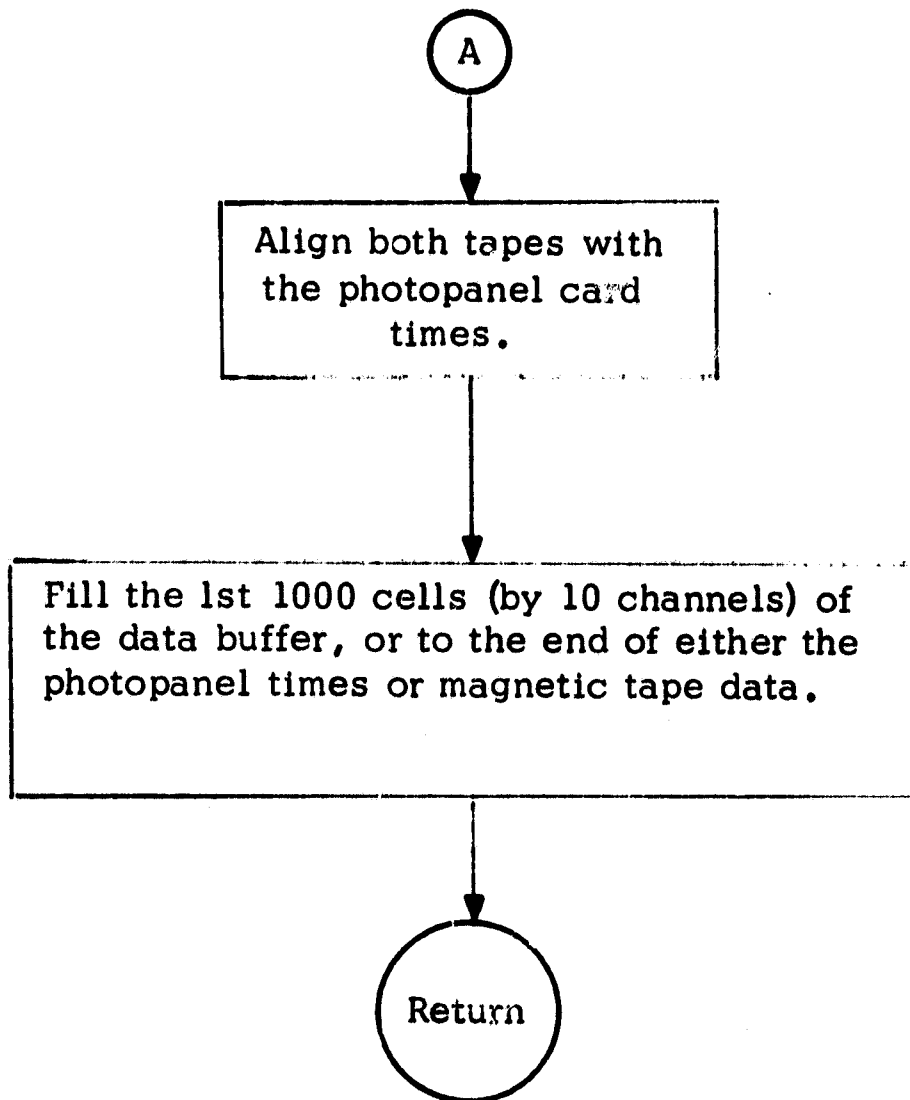 A
Align both tapes with
the photopanel card
times.
Fill the 1st 1000 cells (by 10 channels) of
the data buffer, or to the end of either the
photopanel times or magnetic tape data.
Return